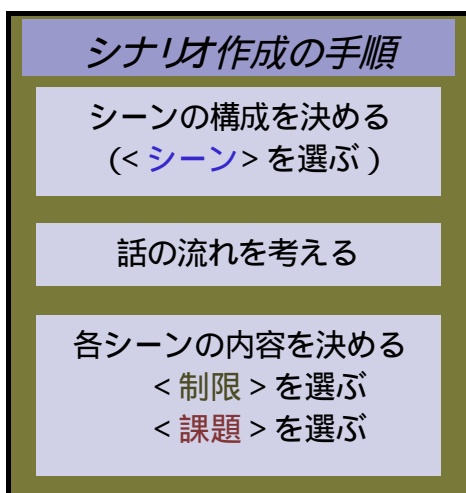 シナリオ作成の手順
シーンの構成を決める
(<シーン>を選ぶ)
話の流れを考える
各シーンの内容を決める
<制限>を選ぶ
<課題>を選ぶ